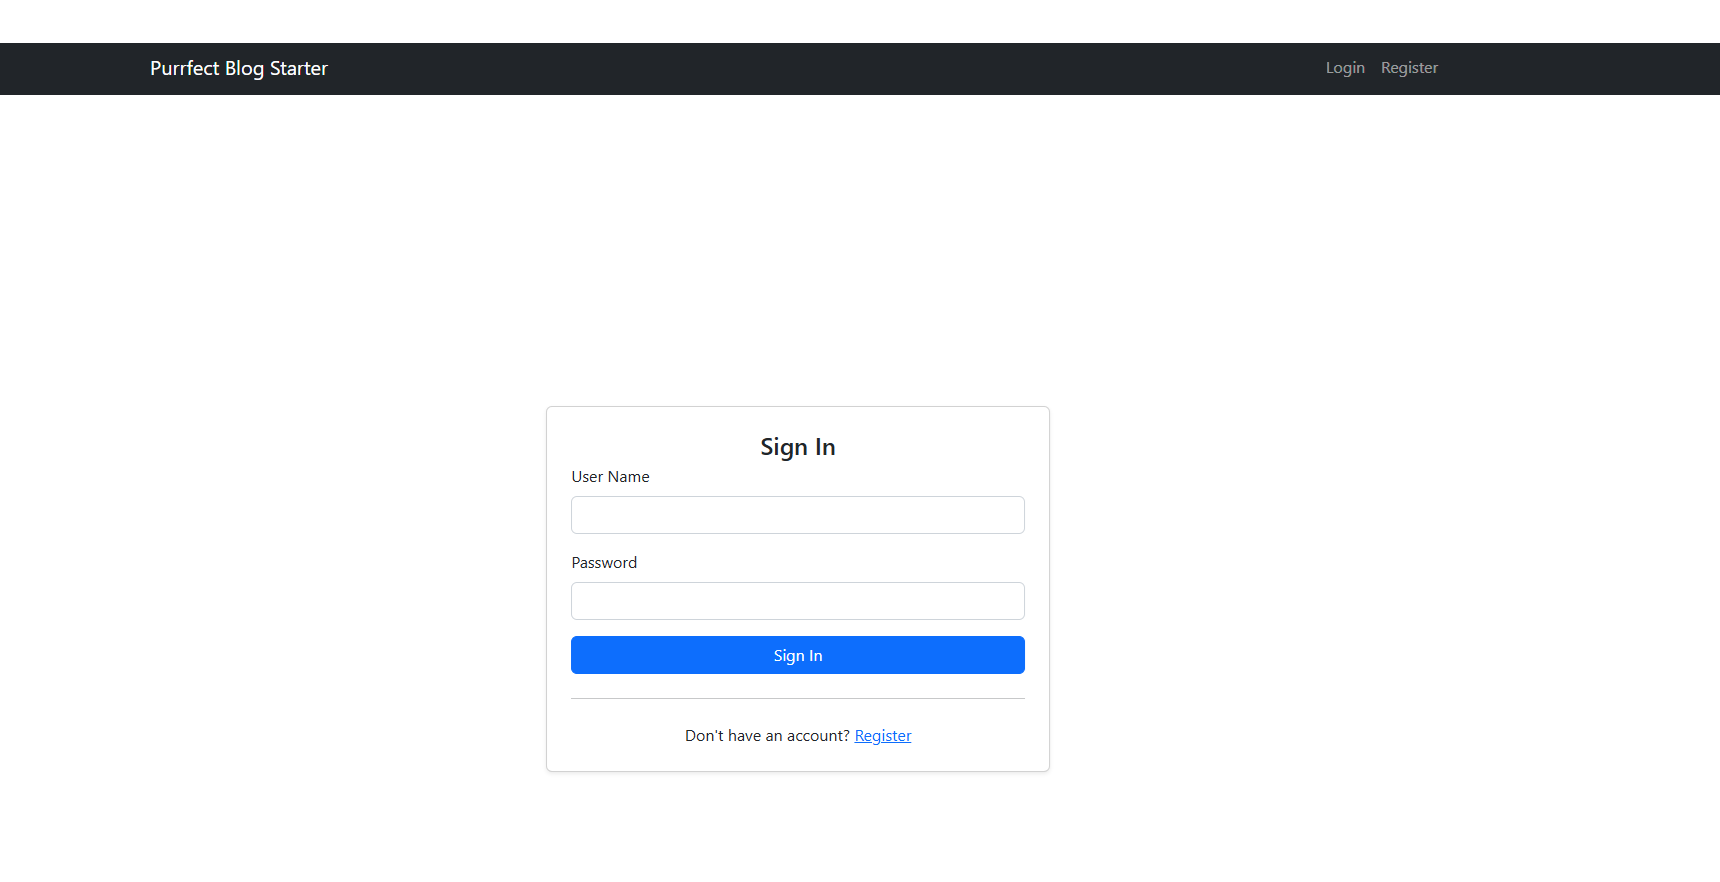 Purrfect Blog Starter
Login Register
Sign In
User Name
Password
Sign In
Don't have an account? Register